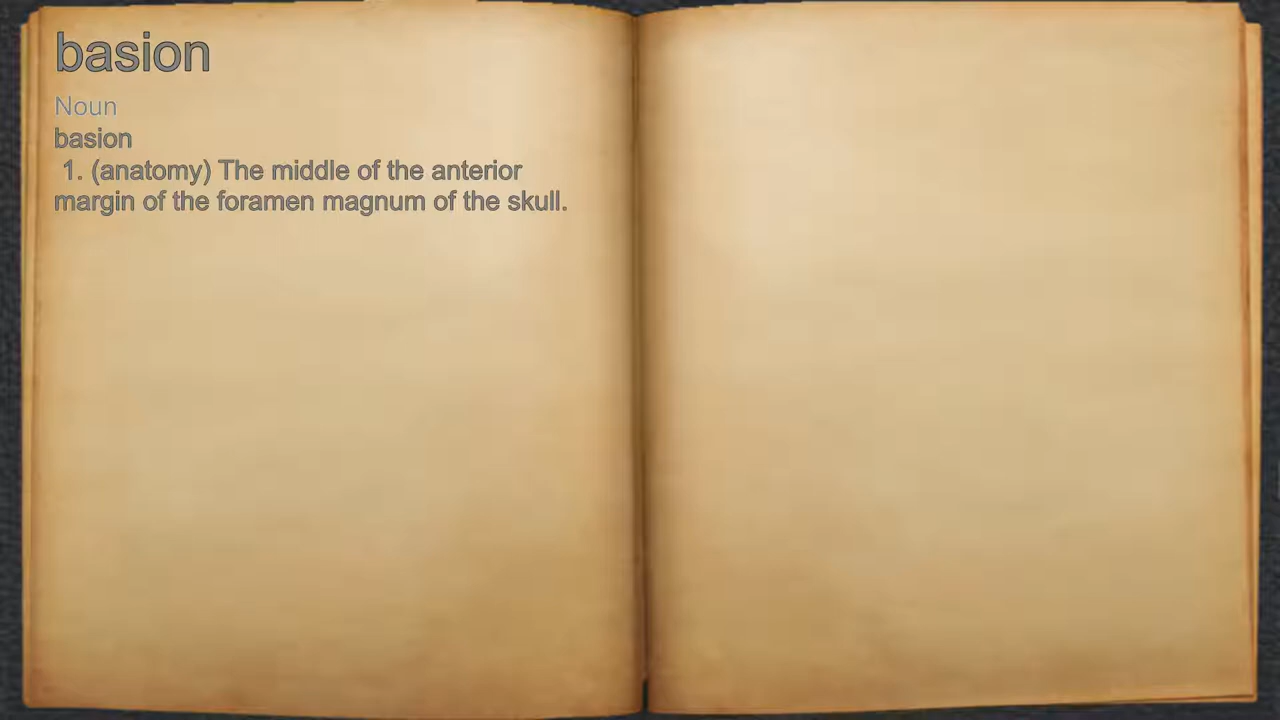 basion
Noun
basion
1. (anatomy) The middle of the anterior
margin of the foramen magnum of the skull.